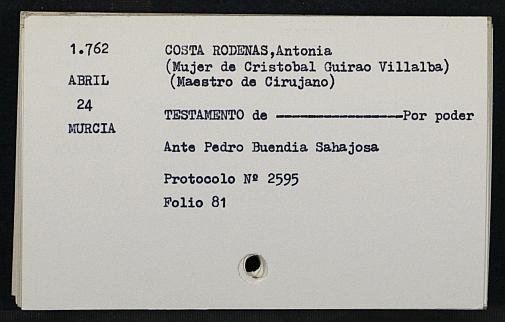 1.762 COSTA RODENAS,Antonia
(Mujer de Cristobal Guirao Villalba)
ABRIL (Maestro de Cirujano)
24
TESTAMENTO de ----------------Por poder
MURCIA
Ante Pedro Buendia Sahajosa
Protocolo Nº 2595
Folio 81